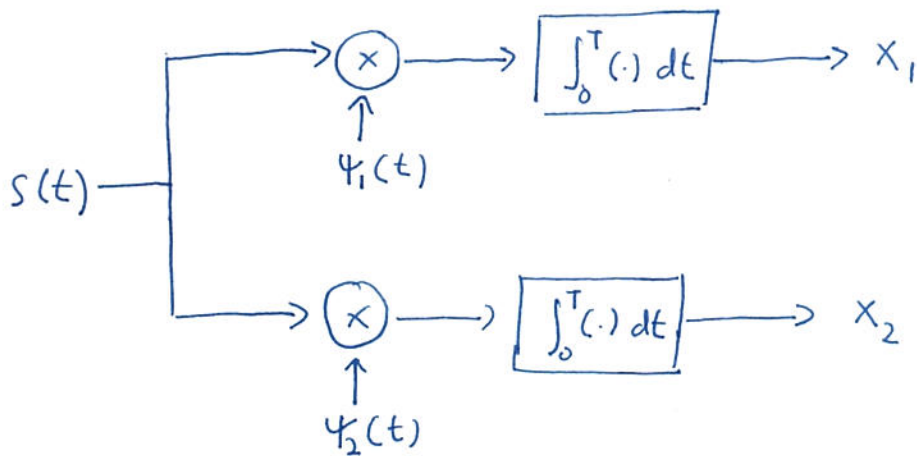 × ∫₀ᵀ (·) dt X₁
ψ₁(t)
S(t)
× ∫₀ᵀ (·) dt X₂
ψ₂(t)